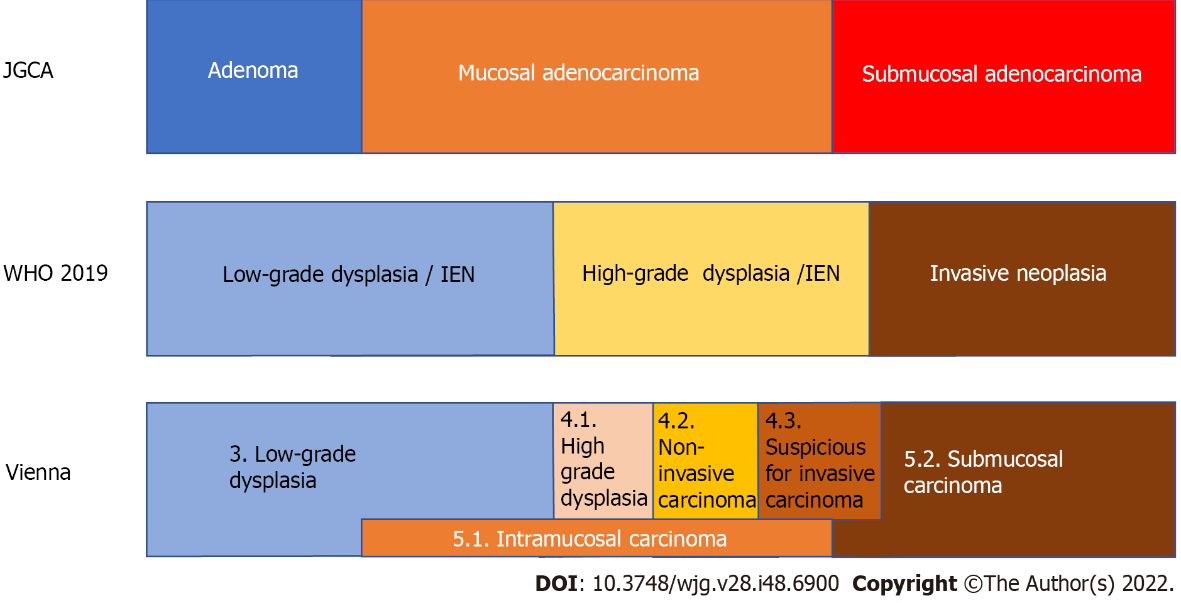 JGCA
Adenoma
Mucosal adenocarcinoma
Submucosal adenocarcinoma
WHO 2019
Low-grade dysplasia / IEN
High-grade dysplasia /IEN
Invasive neoplasia
Vienna
3. Low-grade
dysplasia
4.1.
High
grade
dysplasia
4.2.
Non-
invasive
carcinoma
4.3.
Suspicious
for invasive
carcinoma
5.2. Submucosal
carcinoma
5.1. Intramucosal carcinoma
DOI: 10.3748/wjg.v28.i48.6900 Copyright ©The Author(s) 2022.